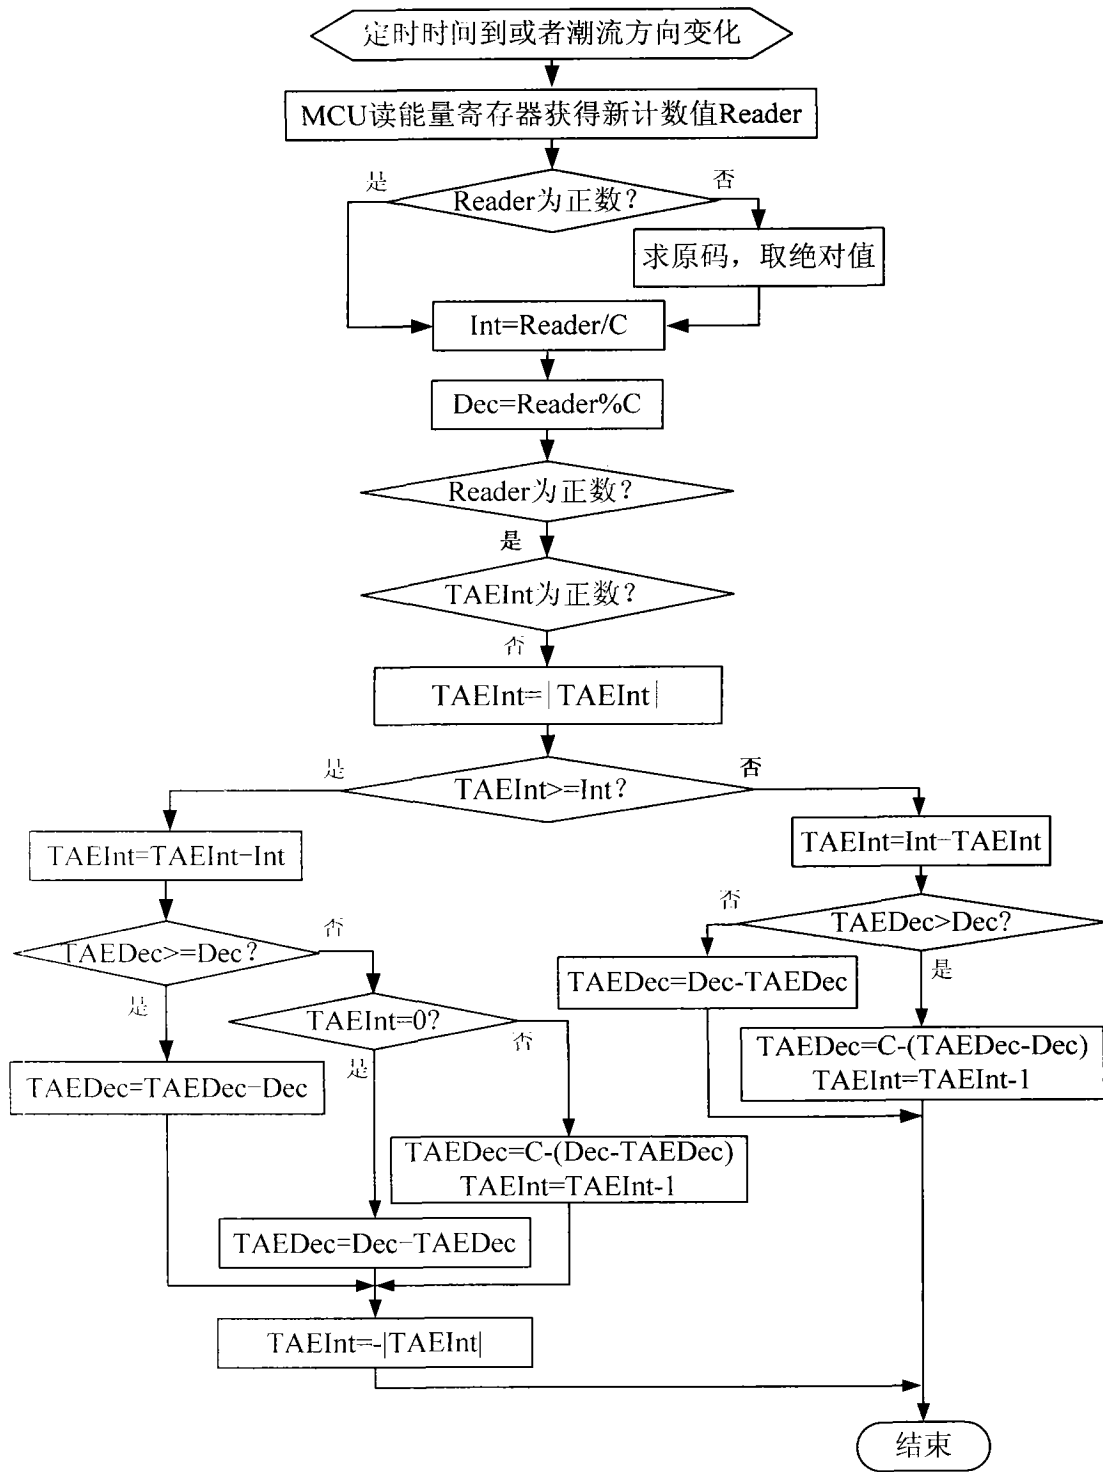 定时时间到或者潮流方向变化
MCU读能量寄存器获得新计数值Reader
是
否
Reader为正数?
求原码，取绝对值
Int=Reader/C
Dec=Reader%C
Reader为正数?
是
TAEInt为正数?
否
TAEInt=|TAEInt|
是
否
TAEInt>=Int?
TAEInt=TAEInt-Int
TAEInt=Int-TAEInt
否
否
TAEDec>=Dec?
TAEDec>Dec?
是
TAEDec=Dec-TAEDec
是
TAEInt=0?
否
是
TAEDec=TAEDec-Dec
TAEDec=C-(TAEDec-Dec)
TAEInt=TAEInt-1
TAEDec=C-(Dec-TAEDec)
TAEInt=TAEInt-1
TAEDec=Dec-TAEDec
TAEInt=-|TAEInt|
结束